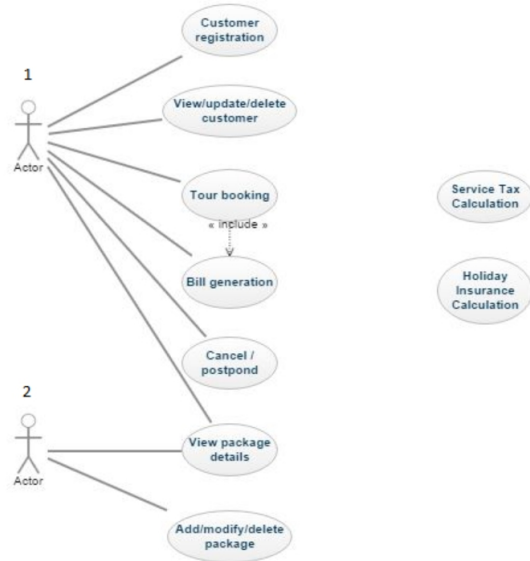 Customer
registration
1
View/update/delete
customer
Actor
Tour booking
Service Tax
Calculation
« include »
Bill generation
Holiday
Insurance
Calculation
Cancel /
postpond
2
View package
details
Actor
Add/modify/delete
package